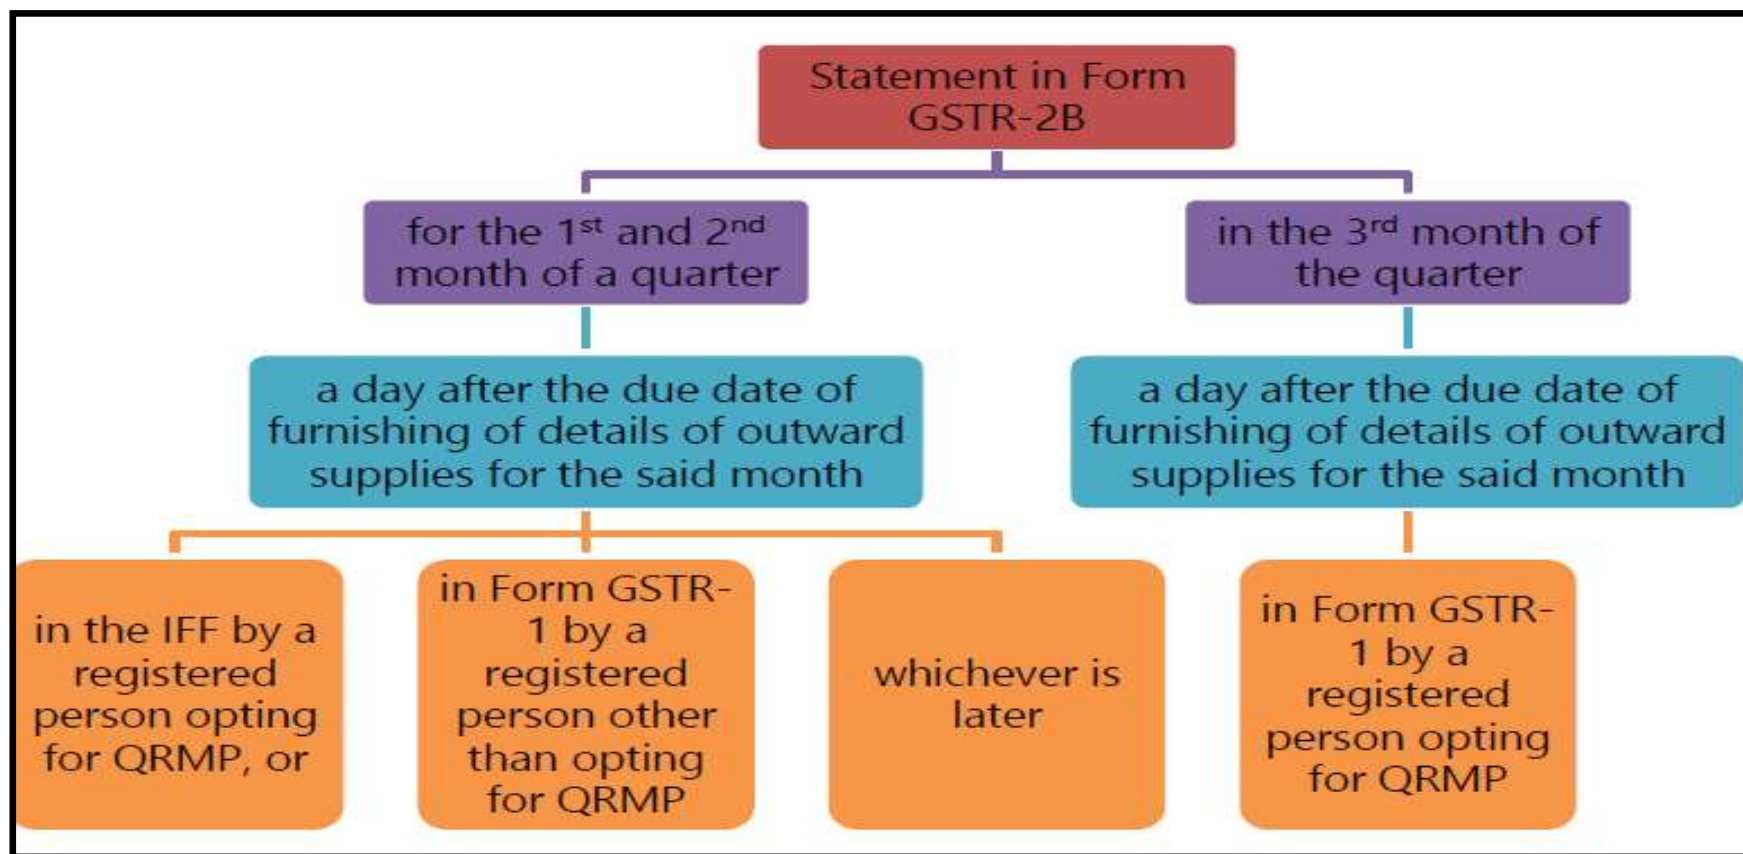 Statement in Form
GSTR-2B
for the 1st and 2nd
month of a quarter
in the 3rd month of
the quarter
a day after the due date of
furnishing of details of outward
supplies for the said month
a day after the due date of
furnishing of details of outward
supplies for the said month
in the IFF by a
registered
person opting
for QRMP, or
in Form GSTR-
1 by a
registered
person other
than opting
for QRMP
whichever is
later
in Form GSTR-
1 by a
registered
person opting
for QRMP